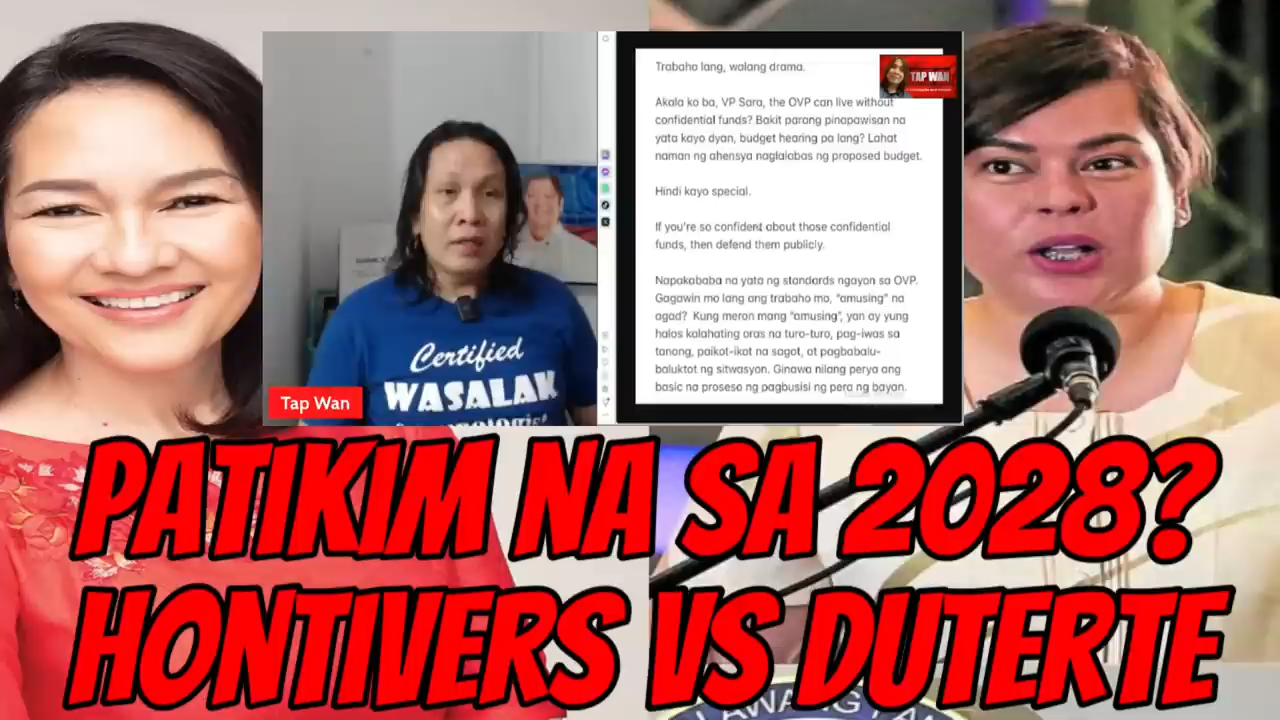 Trabaho lang, walang drama.
TAP WAN
Akala ko ba, VP Sara, the OVP can live without
confidential funds? Bakit parang pinapawisan na
yata kayo dyan, budget hearing pa lang? Lahat
naman ng ahensya naglalabas ng proposed budget.
Hindi kayo special.
If you're so confident about those confidential
funds, then defend them publicly.
Napakababa na yata ng standards ngayon sa OVP.
Gagawin mo lang ang trabaho mo, "amusing" na
agad? Kung meron mang "amusing", yan ay yung
halos kalahating oras na turo-turo, pag-iwas sa
tanong, paikot-ikot na sagot, at pagbabalu-
baluktot ng sitwasyon. Ginawa nilang perya ang
basic na proseso ng pagbusisi ng pera ng bayan.
Certified
WASALAK
Tap Wan
PATIKIM NA SA 2028?
HONTIVERS VS DUTERTE